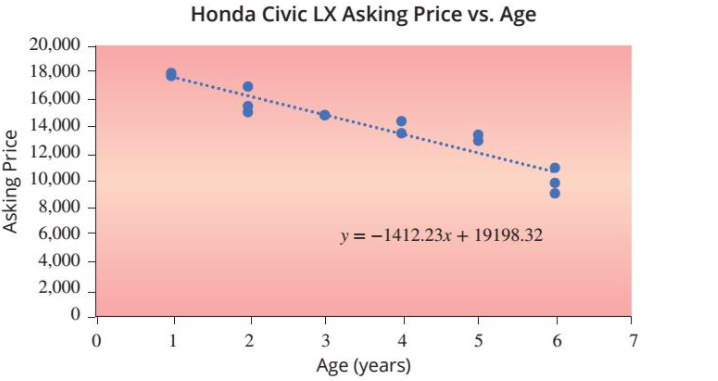 Honda Civic LX Asking Price vs. Age
20,000
18,000
16,000
14,000
12,000
10,000
8,000
6,000
4,000
2,000
0
Asking Price
y = −1412.23x + 19198.32
0 1 2 3 4 5 6 7
Age (years)